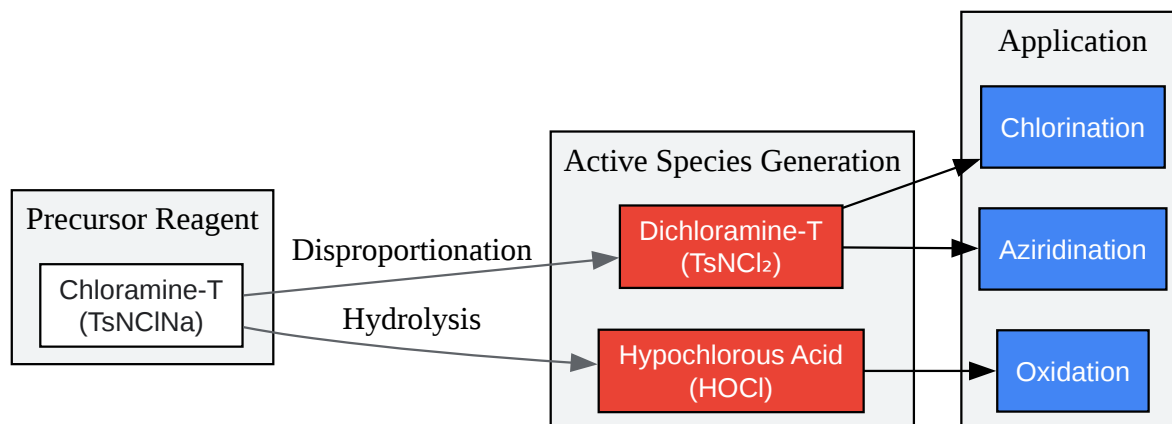 Precursor Reagent
Chloramine-T
(TsNClNa)
Disproportionation
Hydrolysis
Active Species Generation
Dichloramine-T
(TsNCl₂)
Hypochlorous Acid
(HOCl)
Application
Chlorination
Aziridination
Oxidation